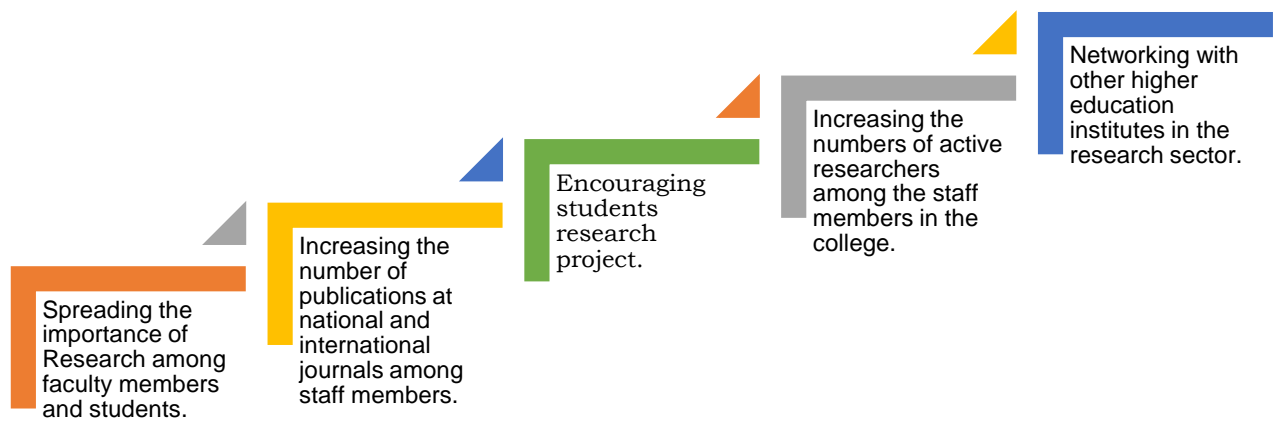 Spreading the
importance of
Research among
faculty members
and students.
Increasing the
number of
publications at
national and
international
journals among
staff members.
Encouraging
students
research
project.
Increasing the
numbers of active
researchers
among the staff
members in the
college.
Networking with
other higher
education
institutes in the
research sector.